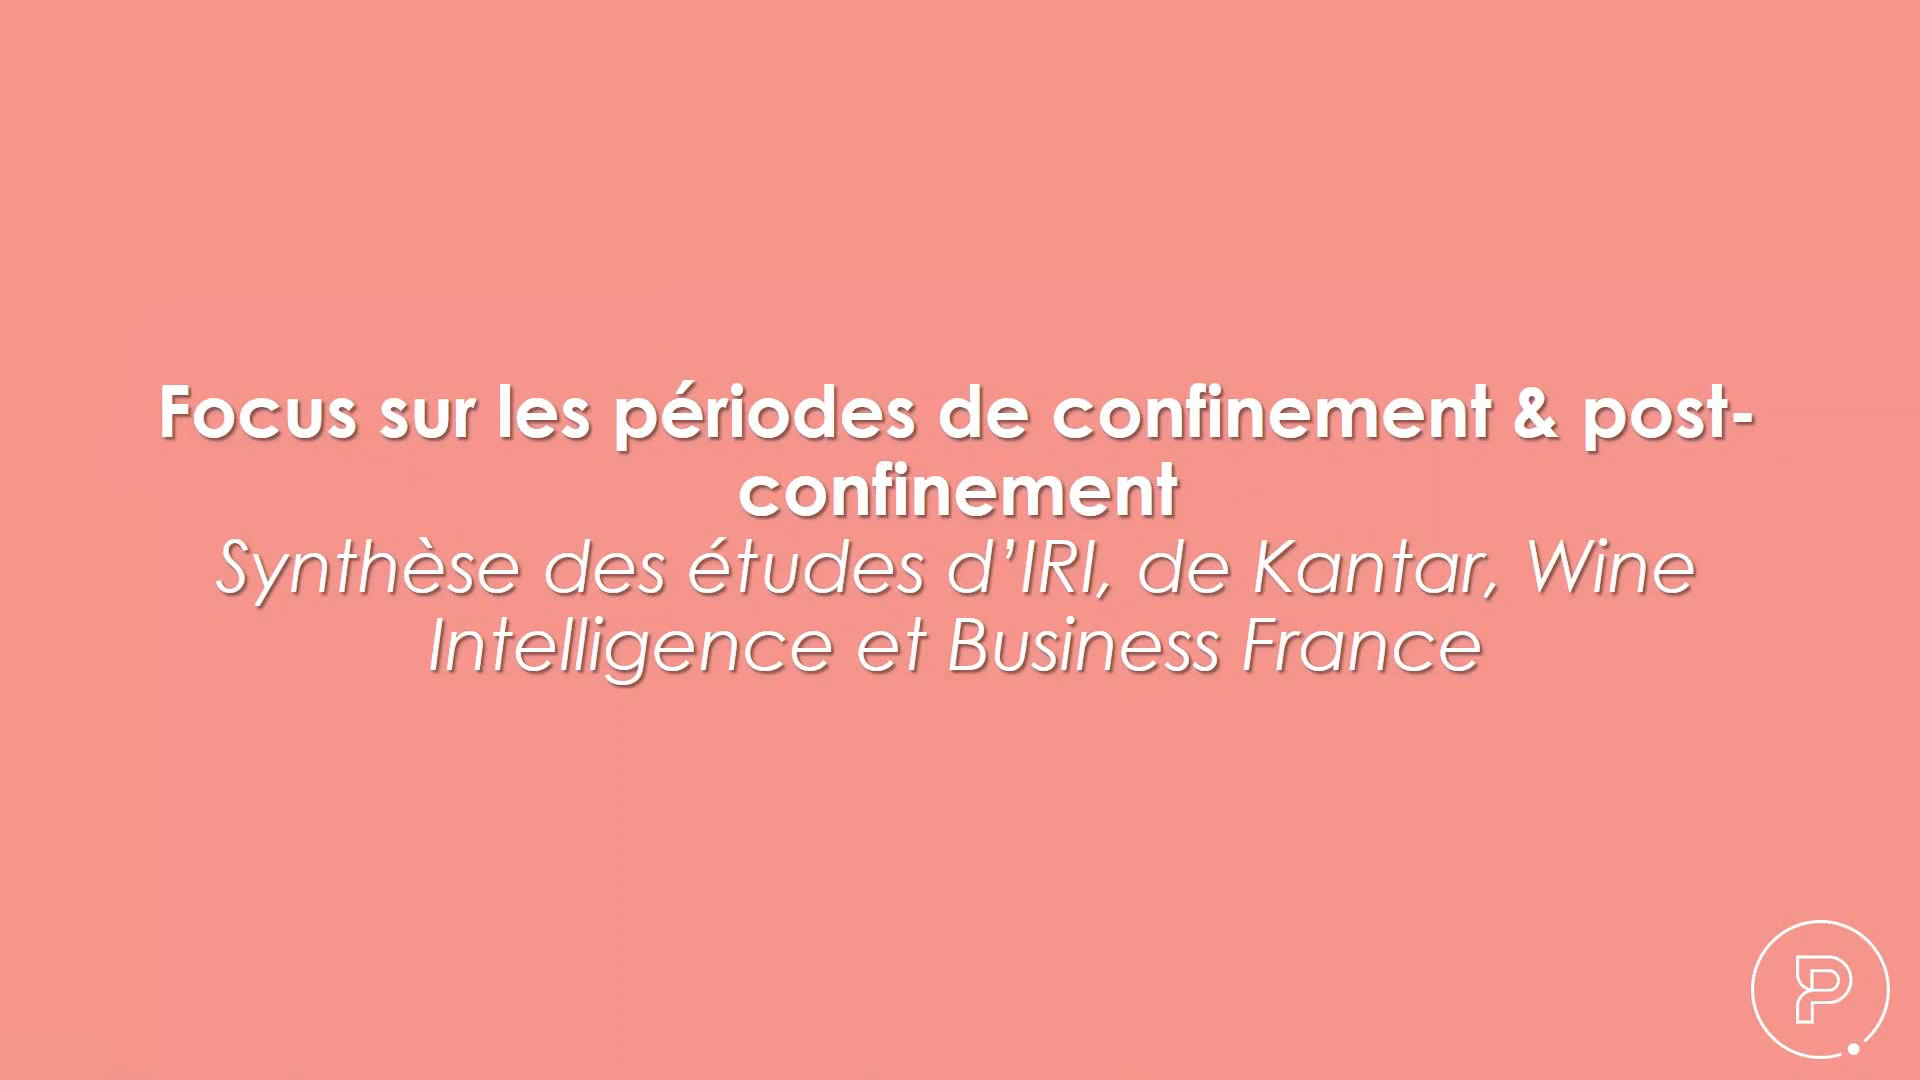 Focus sur les périodes de confinement & post-
confinement
Synthèse des études d’IRI, de Kantar, Wine
Intelligence et Business France
P